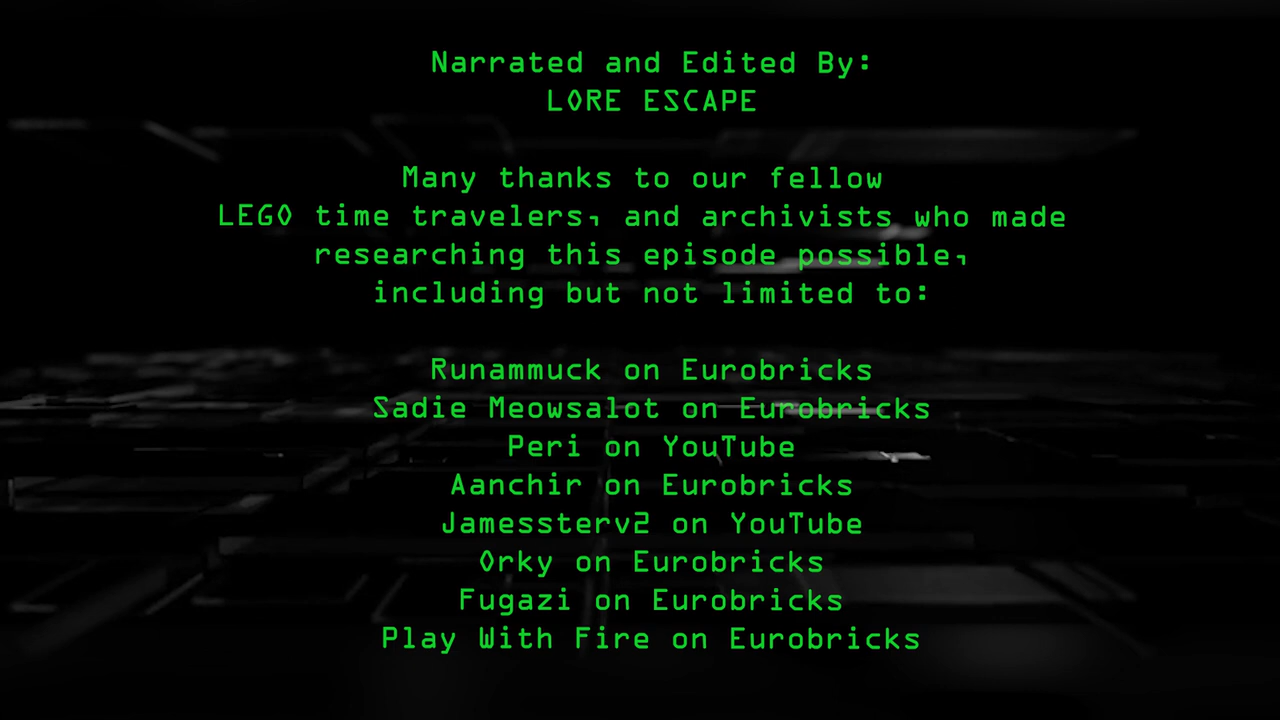 Narrated and Edited By:
LORE ESCAPE
Many thanks to our fellow
LEGO time travelers, and archivists who made
researching this episode possible,
including but not limited to:
Runammuck on Eurobricks
Sadie Meowsalot on Eurobricks
Peri on YouTube
Aanchir on Eurobricks
Jamessterv2 on YouTube
Orky on Eurobricks
Fugazi on Eurobricks
Play With Fire on Eurobricks